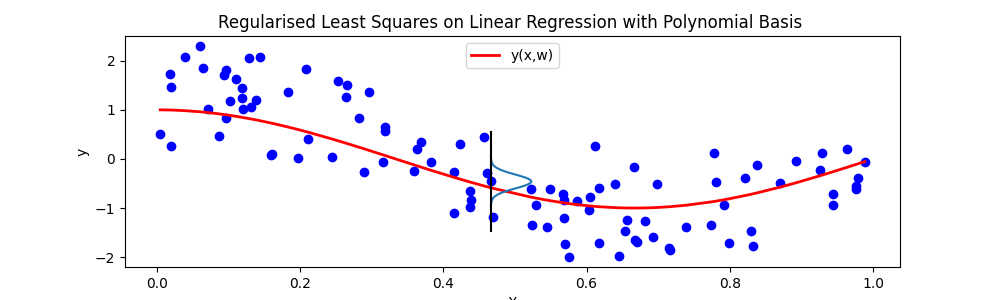 Regularised Least Squares on Linear Regression with Polynomial Basis
y(x,w)
y
2
1
0
−1
−2
0.0 0.2 0.4 0.6 0.8 1.0